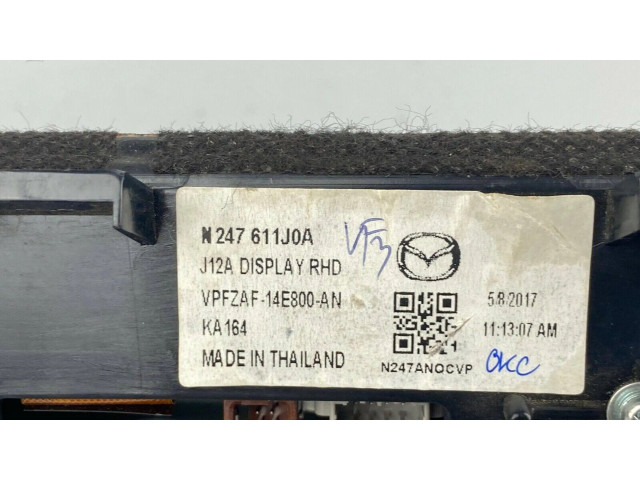 N247 611J0A
J12A DISPLAY RHD
VPFZAF-14E800-AN
KA164
MADE IN THAILAND
VF3
5.8.2017
11:13:07 AM
N247ANOCVP
OKC